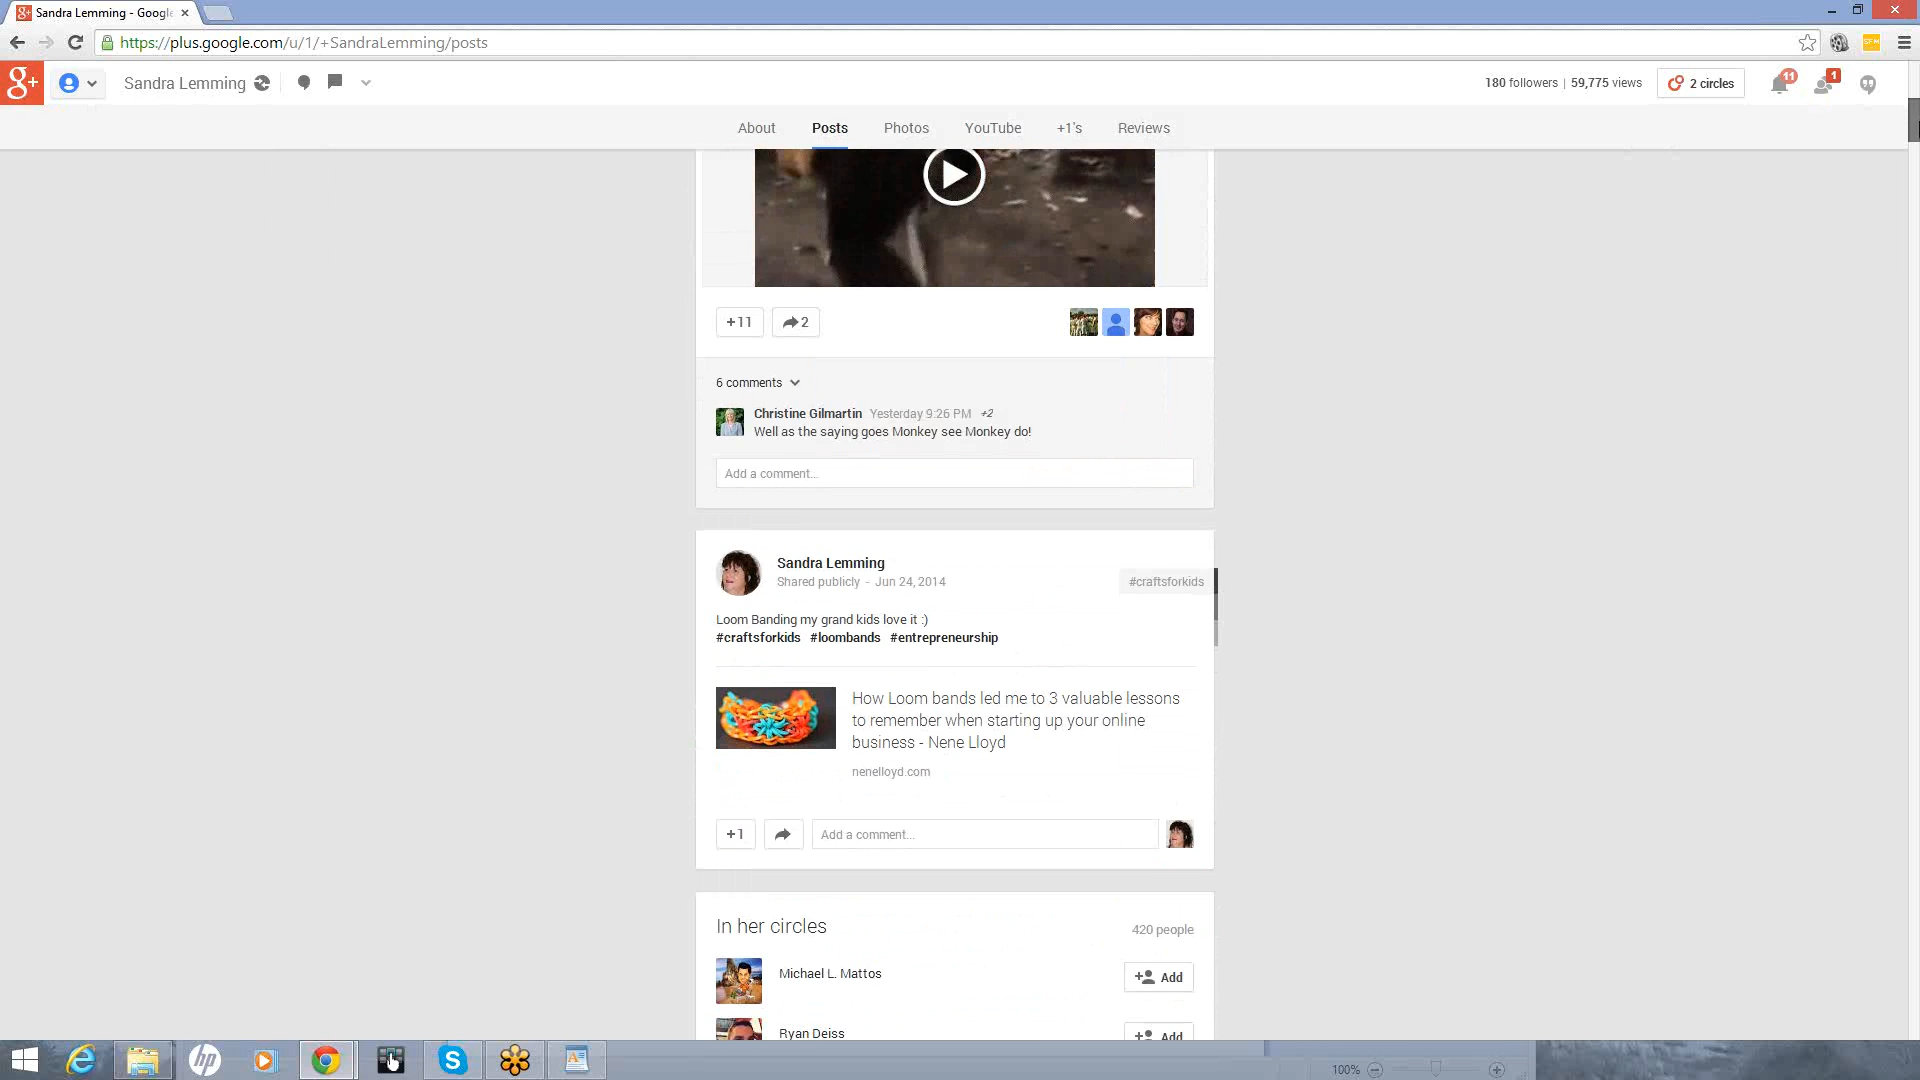 Sandra Lemming - Google
https://plus.google.com/u/1/+SandraLemming/posts
SFM
g+
Sandra Lemming
180 followers | 59,775 views
2 circles
11
1
About Posts Photos YouTube +1's Reviews
+11
2
6 comments
Christine Gilmartin Yesterday 9:26 PM +2
Well as the saying goes Monkey see Monkey do!
Add a comment...
Sandra Lemming
Shared publicly - Jun 24, 2014
#craftsforkids
Loom Banding my grand kids love it :)
#craftsforkids #loombands #entrepreneurship
How Loom bands led me to 3 valuable lessons
to remember when starting up your online
business - Nene Lloyd
nenelloyd.com
+1
Add a comment...
In her circles
420 people
Michael L. Mattos
Add
Ryan Deiss
Add
hp
S
100%